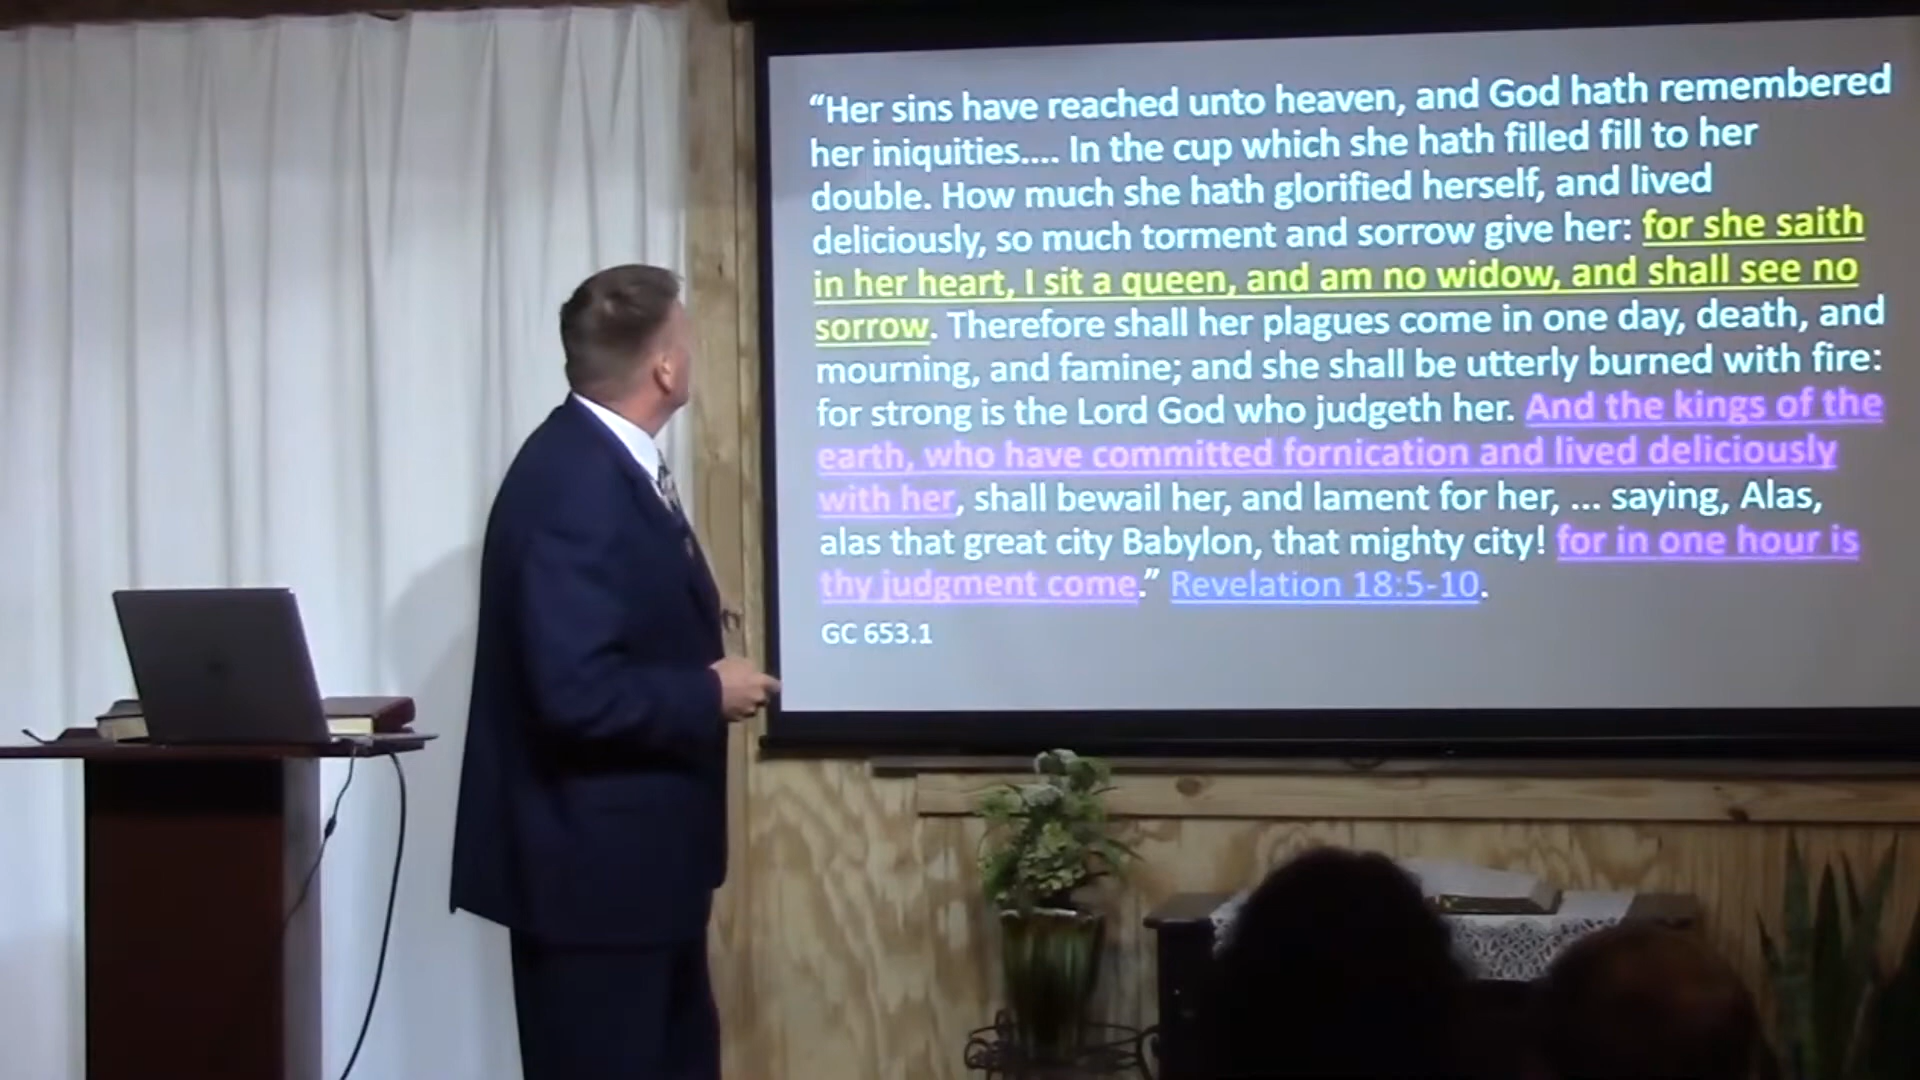 “Her sins have reached unto heaven, and God hath remembered
her iniquities.... In the cup which she hath filled fill to her
double. How much she hath glorified herself, and lived
deliciously, so much torment and sorrow give her: for she saith
in her heart, I sit a queen, and am no widow, and shall see no
sorrow. Therefore shall her plagues come in one day, death, and
mourning, and famine; and she shall be utterly burned with fire:
for strong is the Lord God who judgeth her. And the kings of the
earth, who have committed fornication and lived deliciously
with her, shall bewail her, and lament for her, ... saying, Alas,
alas that great city Babylon, that mighty city! for in one hour is
thy judgment come.” Revelation 18:5-10.
GC 653.1